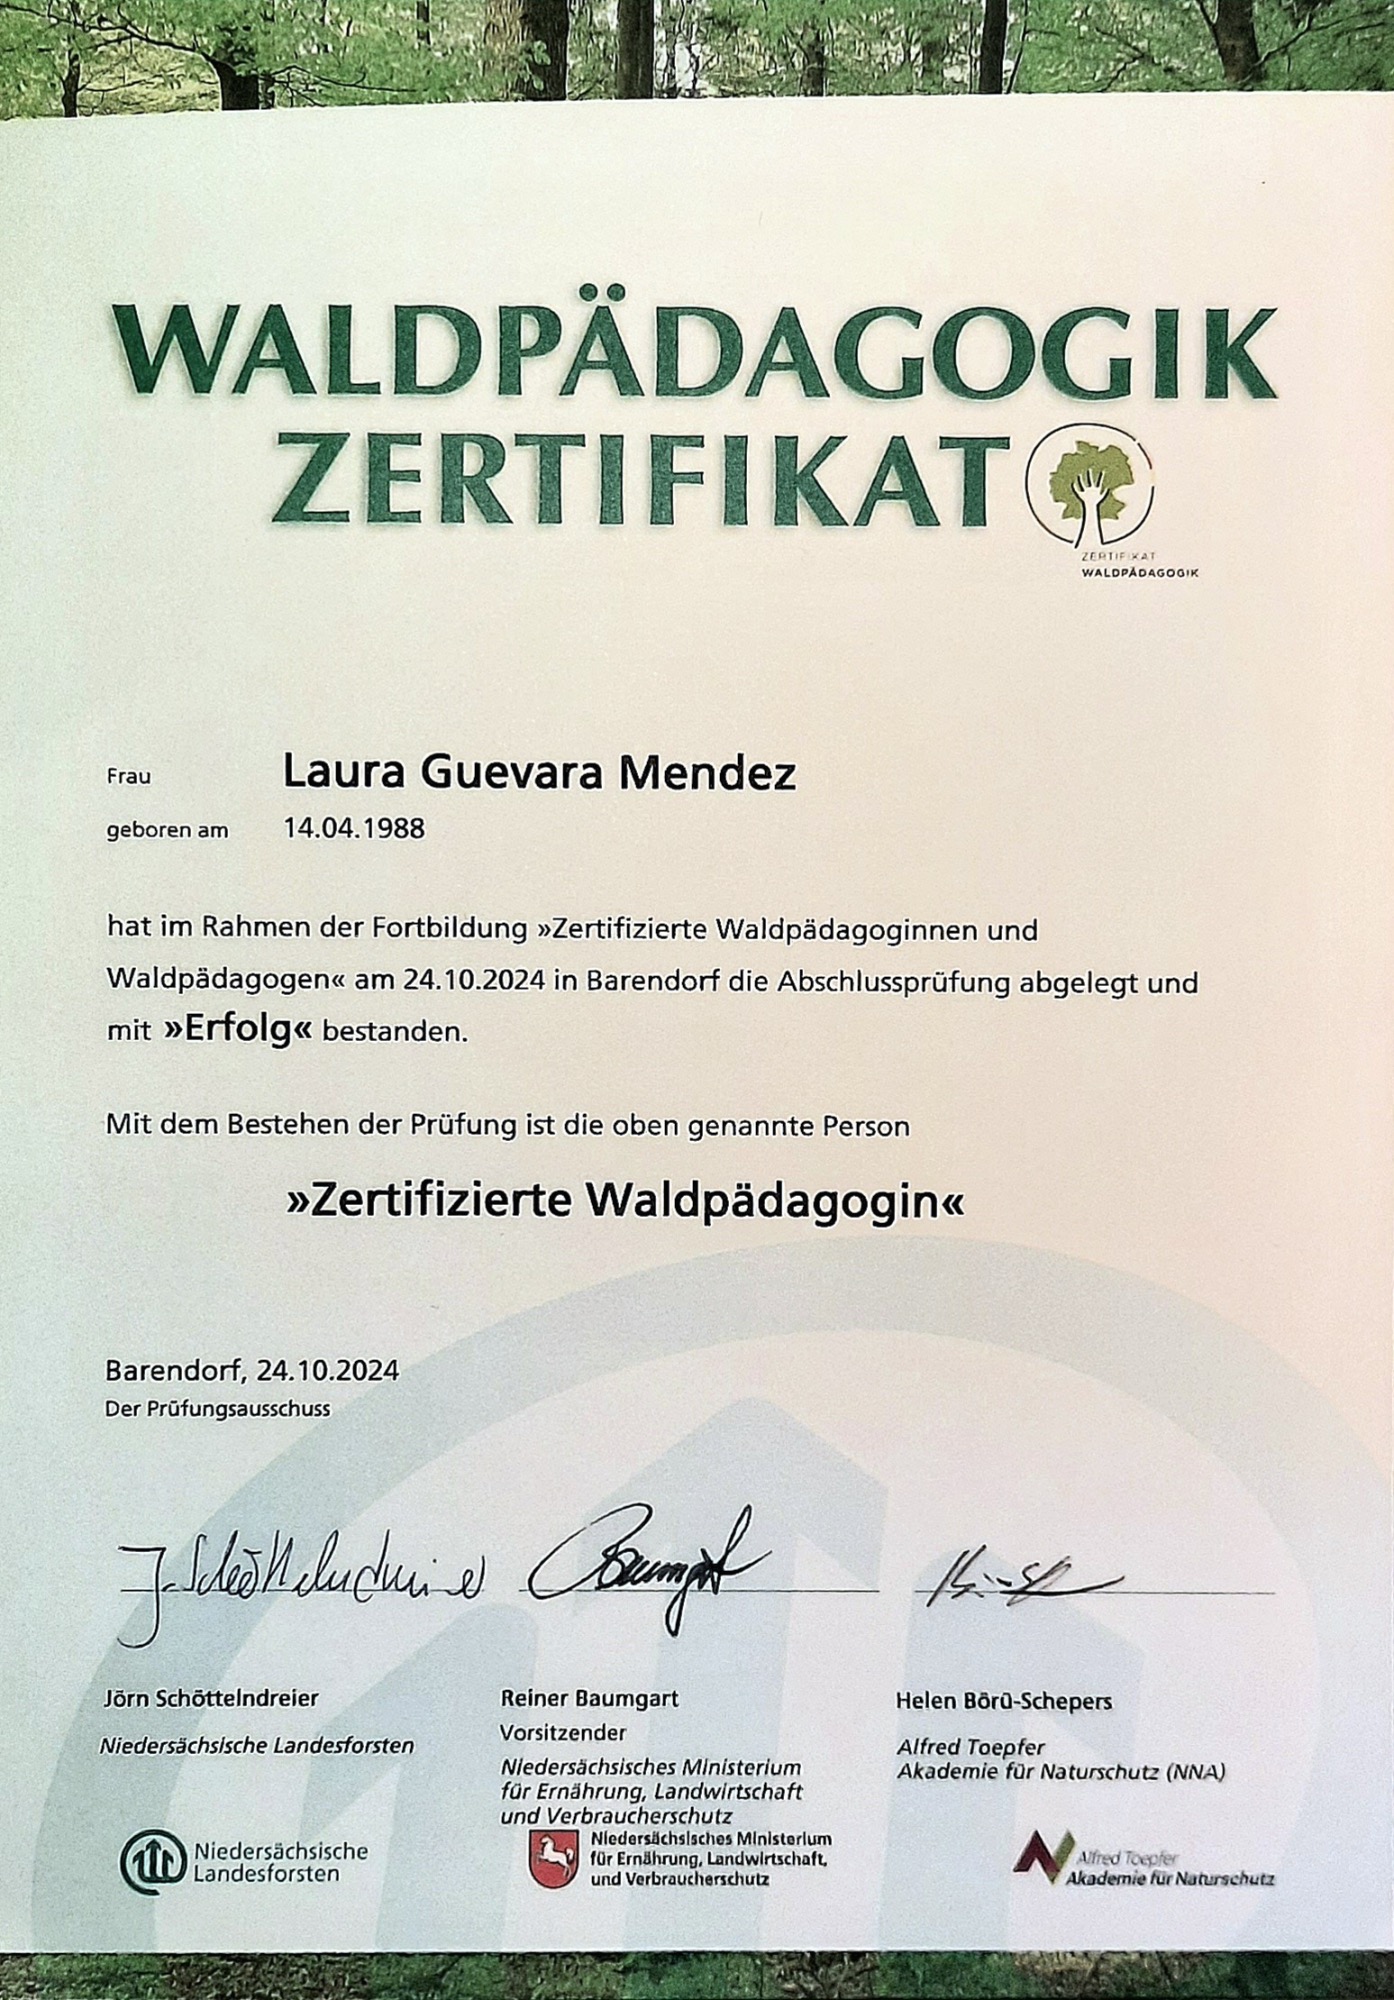 WALDPÄDAGOGIK
ZERTIFIKAT
ZERTIFIKAT
WALDPÄDAGOGIK
Frau Laura Guevara Mendez
geboren am 14.04.1988
hat im Rahmen der Fortbildung »Zertifizierte Waldpädagoginnen und
Waldpädagogen« am 24.10.2024 in Barendorf die Abschlussprüfung abgelegt und
mit »Erfolg« bestanden.
Mit dem Bestehen der Prüfung ist die oben genannte Person
»Zertifizierte Waldpädagogin«
Barendorf, 24.10.2024
Der Prüfungsausschuss
J. Schöttelndreier Baumgart
Jörn Schöttelndreier
Niedersächsische Landesforsten
Niedersächsische
Landesforsten
Reiner Baumgart
Vorsitzender
Niedersächsisches Ministerium
für Ernährung, Landwirtschaft
und Verbraucherschutz
Niedersächsisches Ministerium
für Ernährung, Landwirtschaft,
und Verbraucherschutz
Helen Börü-Schepers
Alfred Toepfer
Akademie für Naturschutz (NNA)
Alfred Toepfer
Akademie für Naturschutz